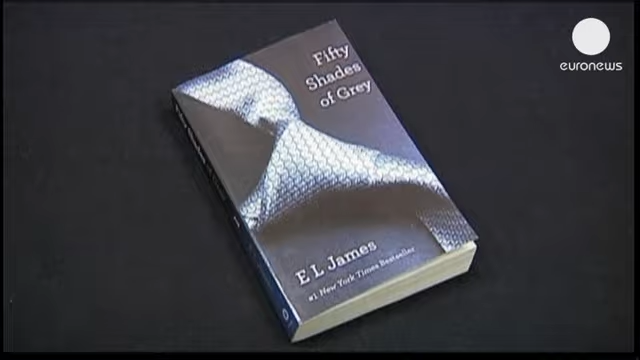 euronews
Fifty
Shades
of Grey
E L James
#1 New York Times Bestseller